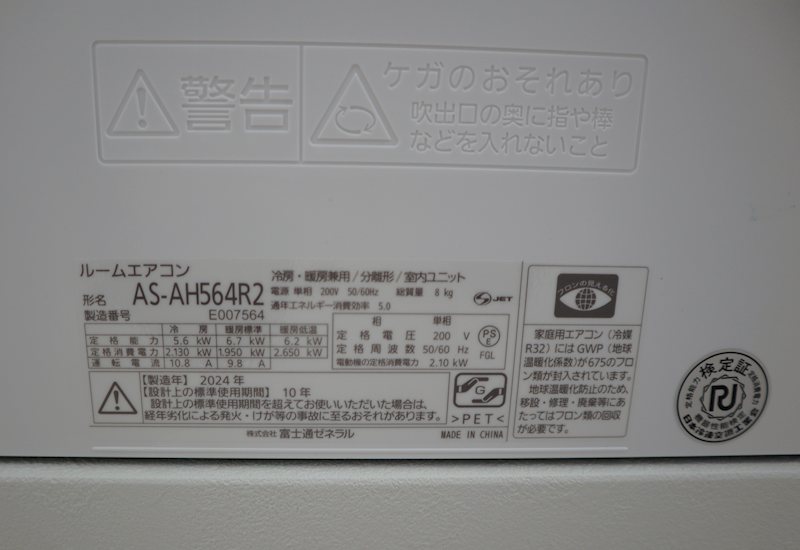 警告
ケガのおそれあり
吹出口の奥に指や棒
などを入れないこと
ルームエアコン
冷房・暖房兼用/分離形/室内ユニット
形名 AS-AH564R2
電源 単相 200V 50/60Hz 総質量 8 kg
製造番号 E007564
通年エネルギー消費効率 5.0
JET
冷 房 暖房標準 暖房低温
定格能力 5.6 kW 6.7 kW 6.2 kW
定格消費電力 2.130 kW 1.950 kW 2.650 kW
運転電流 10.8 A 9.8 A
相 単相
定格電圧 200 V
定格周波数 50/60 Hz
電動機の定格消費電力 2.10 kW
PS
E
FGL
【製造年】2024年
【設計上の標準使用期間】10年
設計上の標準使用期間を超えてお使いいただいた場合は、
経年劣化による発火・けが等の事故に至るおそれがあります。
G
>PET<
株式会社 富士通ゼネラル
MADE IN CHINA
フロンの見える化
家庭用エアコン(冷媒
R32)にはGWP(地球
温暖化係数)が675のフロ
ン類が封入されています。
地球温暖化防止のため、
移設・修理・廃棄等にあ
たってはフロン類の回収
が必要です。
検定証
定格能力
冷房性能検定
日本冷凍空調工業会